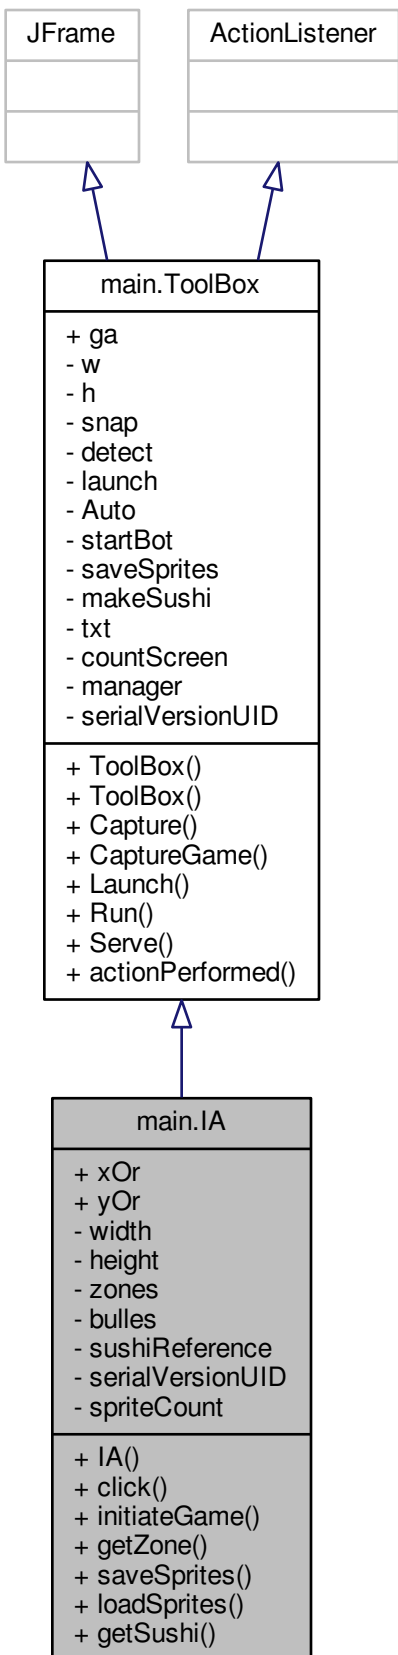 JFrame
ActionListener
main.ToolBox
+ ga
- w
- h
- snap
- detect
- launch
- Auto
- startBot
- saveSprites
- makeSushi
- txt
- countScreen
- manager
- serialVersionUID
+ ToolBox()
+ ToolBox()
+ Capture()
+ CaptureGame()
+ Launch()
+ Run()
+ Serve()
+ actionPerformed()
main.IA
+ xOr
+ yOr
- width
- height
- zones
- bulles
- sushiReference
- serialVersionUID
- spriteCount
+ IA()
+ click()
+ initiateGame()
+ getZone()
+ saveSprites()
+ loadSprites()
+ getSushi()